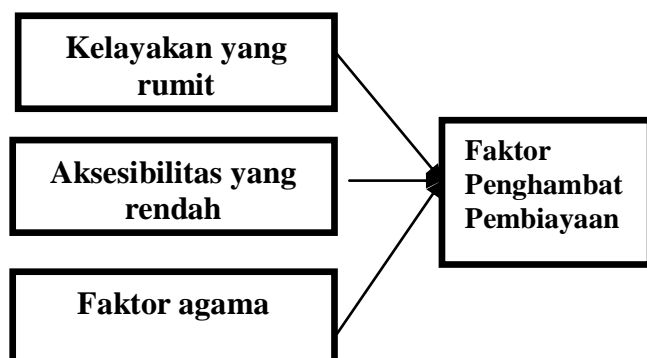 Kelayakan yang
rumit
Aksesibilitas yang
rendah
Faktor agama
Faktor
Penghambat
Pembiayaan